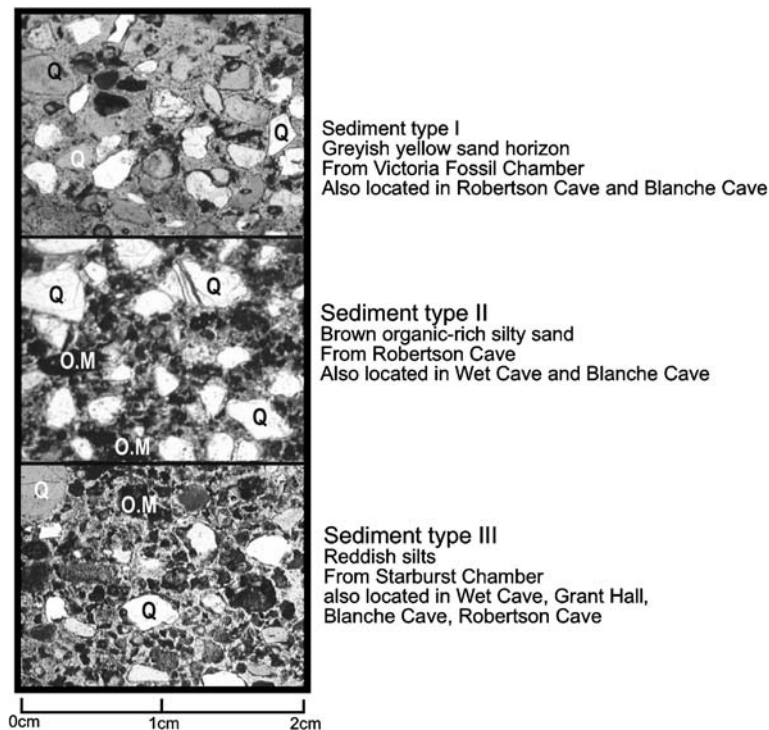 Q
Q
Q
Sediment type I
Greyish yellow sand horizon
From Victoria Fossil Chamber
Also located in Robertson Cave and Blanche Cave
Q
Q
O.M
Q
O.M
Sediment type II
Brown organic-rich silty sand
From Robertson Cave
Also located in Wet Cave and Blanche Cave
Q
O.M
Q
Sediment type III
Reddish silts
From Starburst Chamber
also located in Wet Cave, Grant Hall,
Blanche Cave, Robertson Cave
0cm 1cm 2cm